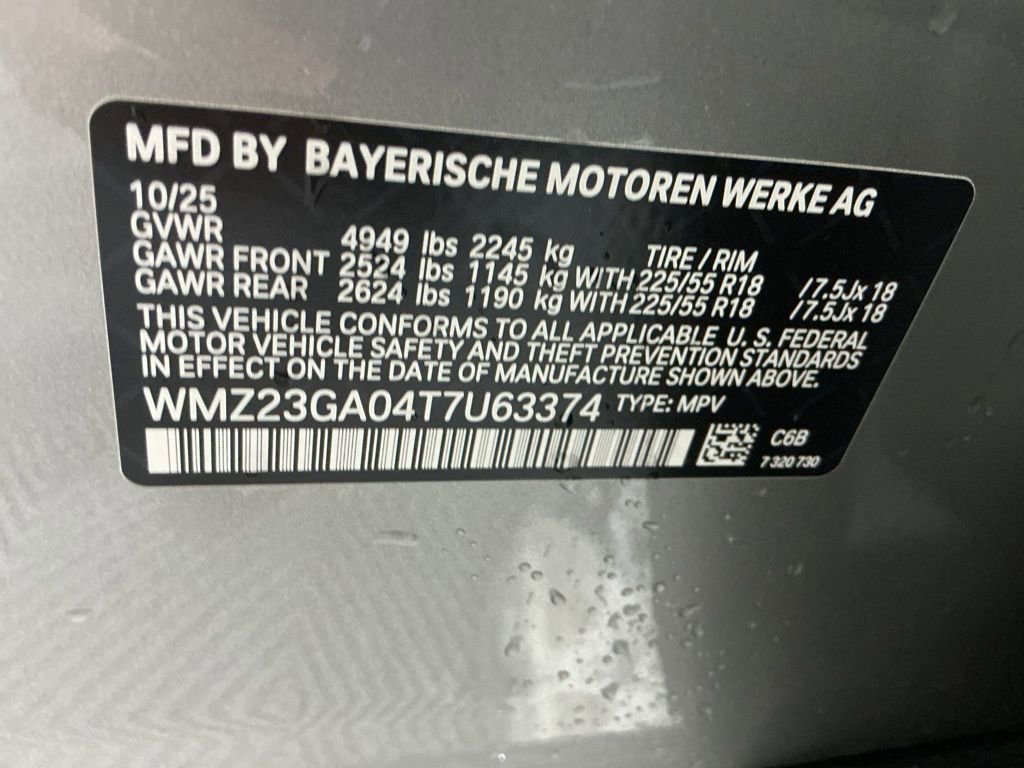 MFD BY BAYERISCHE MOTOREN WERKE AG
10/25
GVWR 4949 lbs 2245 kg TIRE / RIM
GAWR FRONT 2524 lbs 1145 kg WITH 225/55 R18 / 7.5Jx 18
GAWR REAR 2624 lbs 1190 kg WITH 225/55 R18 / 7.5Jx 18
THIS VEHICLE CONFORMS TO ALL APPLICABLE U. S. FEDERAL
MOTOR VEHICLE SAFETY AND THEFT PREVENTION STANDARDS
IN EFFECT ON THE DATE OF MANUFACTURE SHOWN ABOVE.
WMZ23GA04T7U63374 TYPE: MPV
C6B
7 320 730